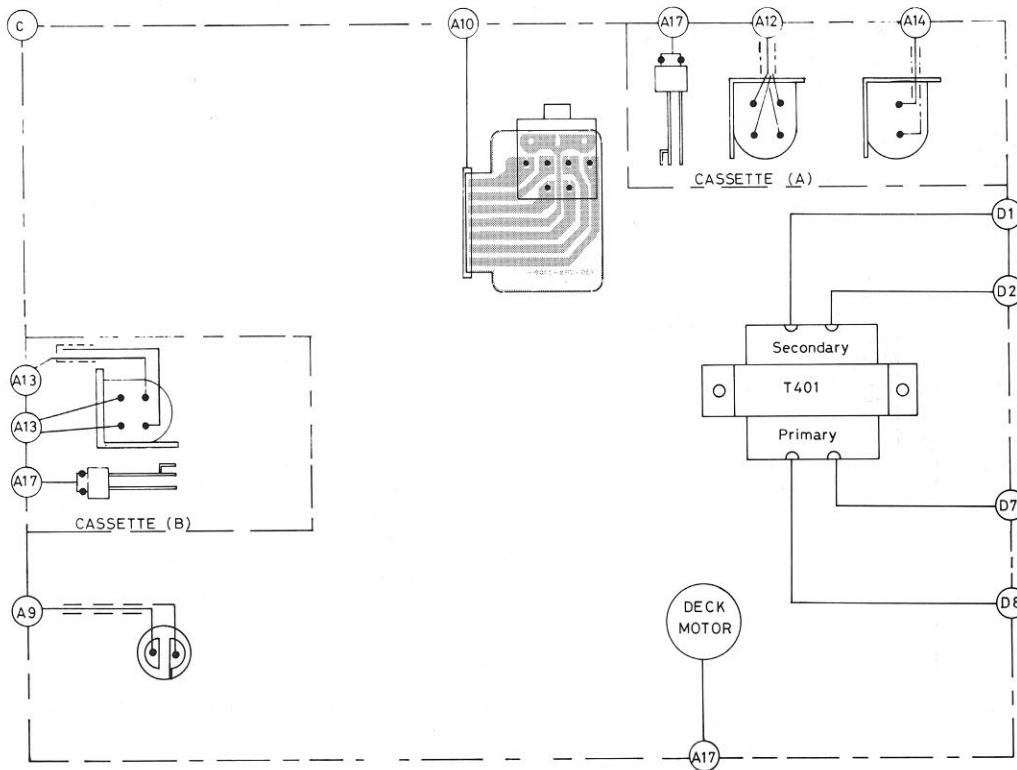 C
A10
A17
A12
A14
CASSETTE (A)
D1
D2
Secondary
T401
Primary
A13
A13
A17
CASSETTE (B)
D7
A9
DECK
MOTOR
D8
A17